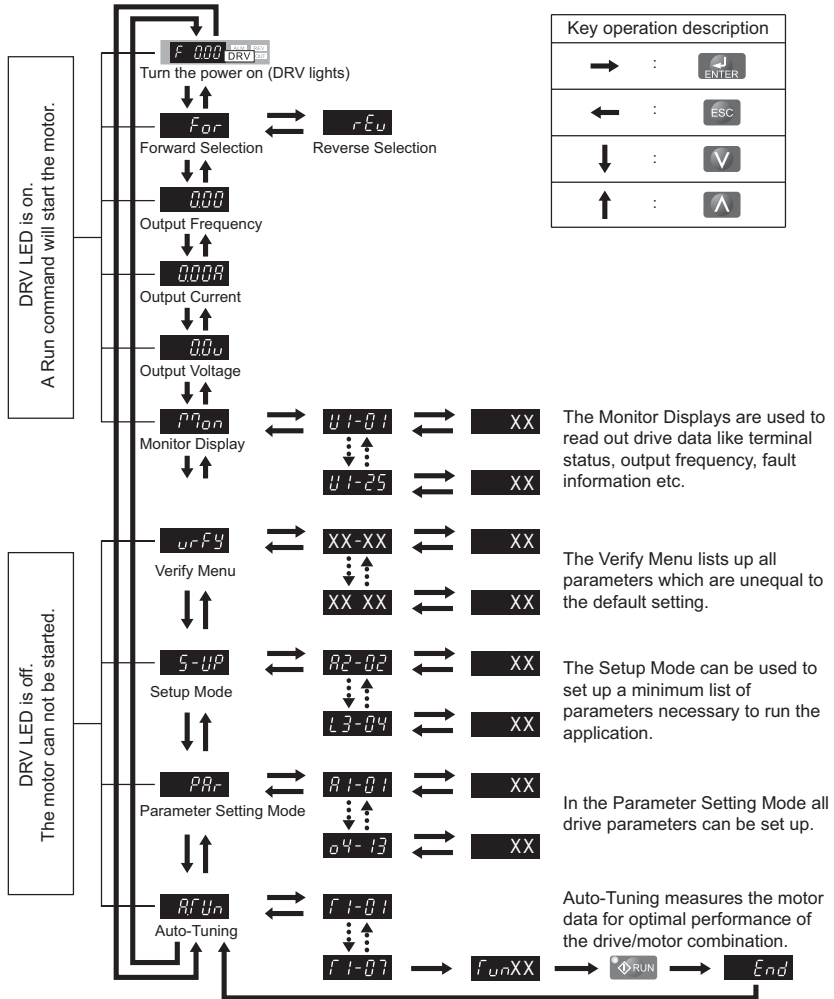 F 0.00 ALM REV DRV OUT
Turn the power on (DRV lights)
For
rEv
Forward Selection
Reverse Selection
0.00
Output Frequency
0.00A
Output Current
0.0v
Output Voltage
Mon
U1-01
XX
Monitor Display
U1-25
XX
The Monitor Displays are used to
read out drive data like terminal
status, output frequency, fault
information etc.
DRV LED is on.
A Run command will start the motor.
Key operation description
→ : ENTER
← : ESC
↓ : V
↑ : Λ
vrFY
XX-XX
XX
Verify Menu
XX XX
XX
The Verify Menu lists up all
parameters which are unequal to
the default setting.
S-UP
A2-02
XX
Setup Mode
L3-04
XX
The Setup Mode can be used to
set up a minimum list of
parameters necessary to run the
application.
PAr
A1-01
XX
Parameter Setting Mode
o4-13
XX
In the Parameter Setting Mode all
drive parameters can be set up.
ATUn
T1-01
Auto-Tuning
T1-07
TunXX
RUN
End
Auto-Tuning measures the motor
data for optimal performance of
the drive/motor combination.
DRV LED is off.
The motor can not be started.